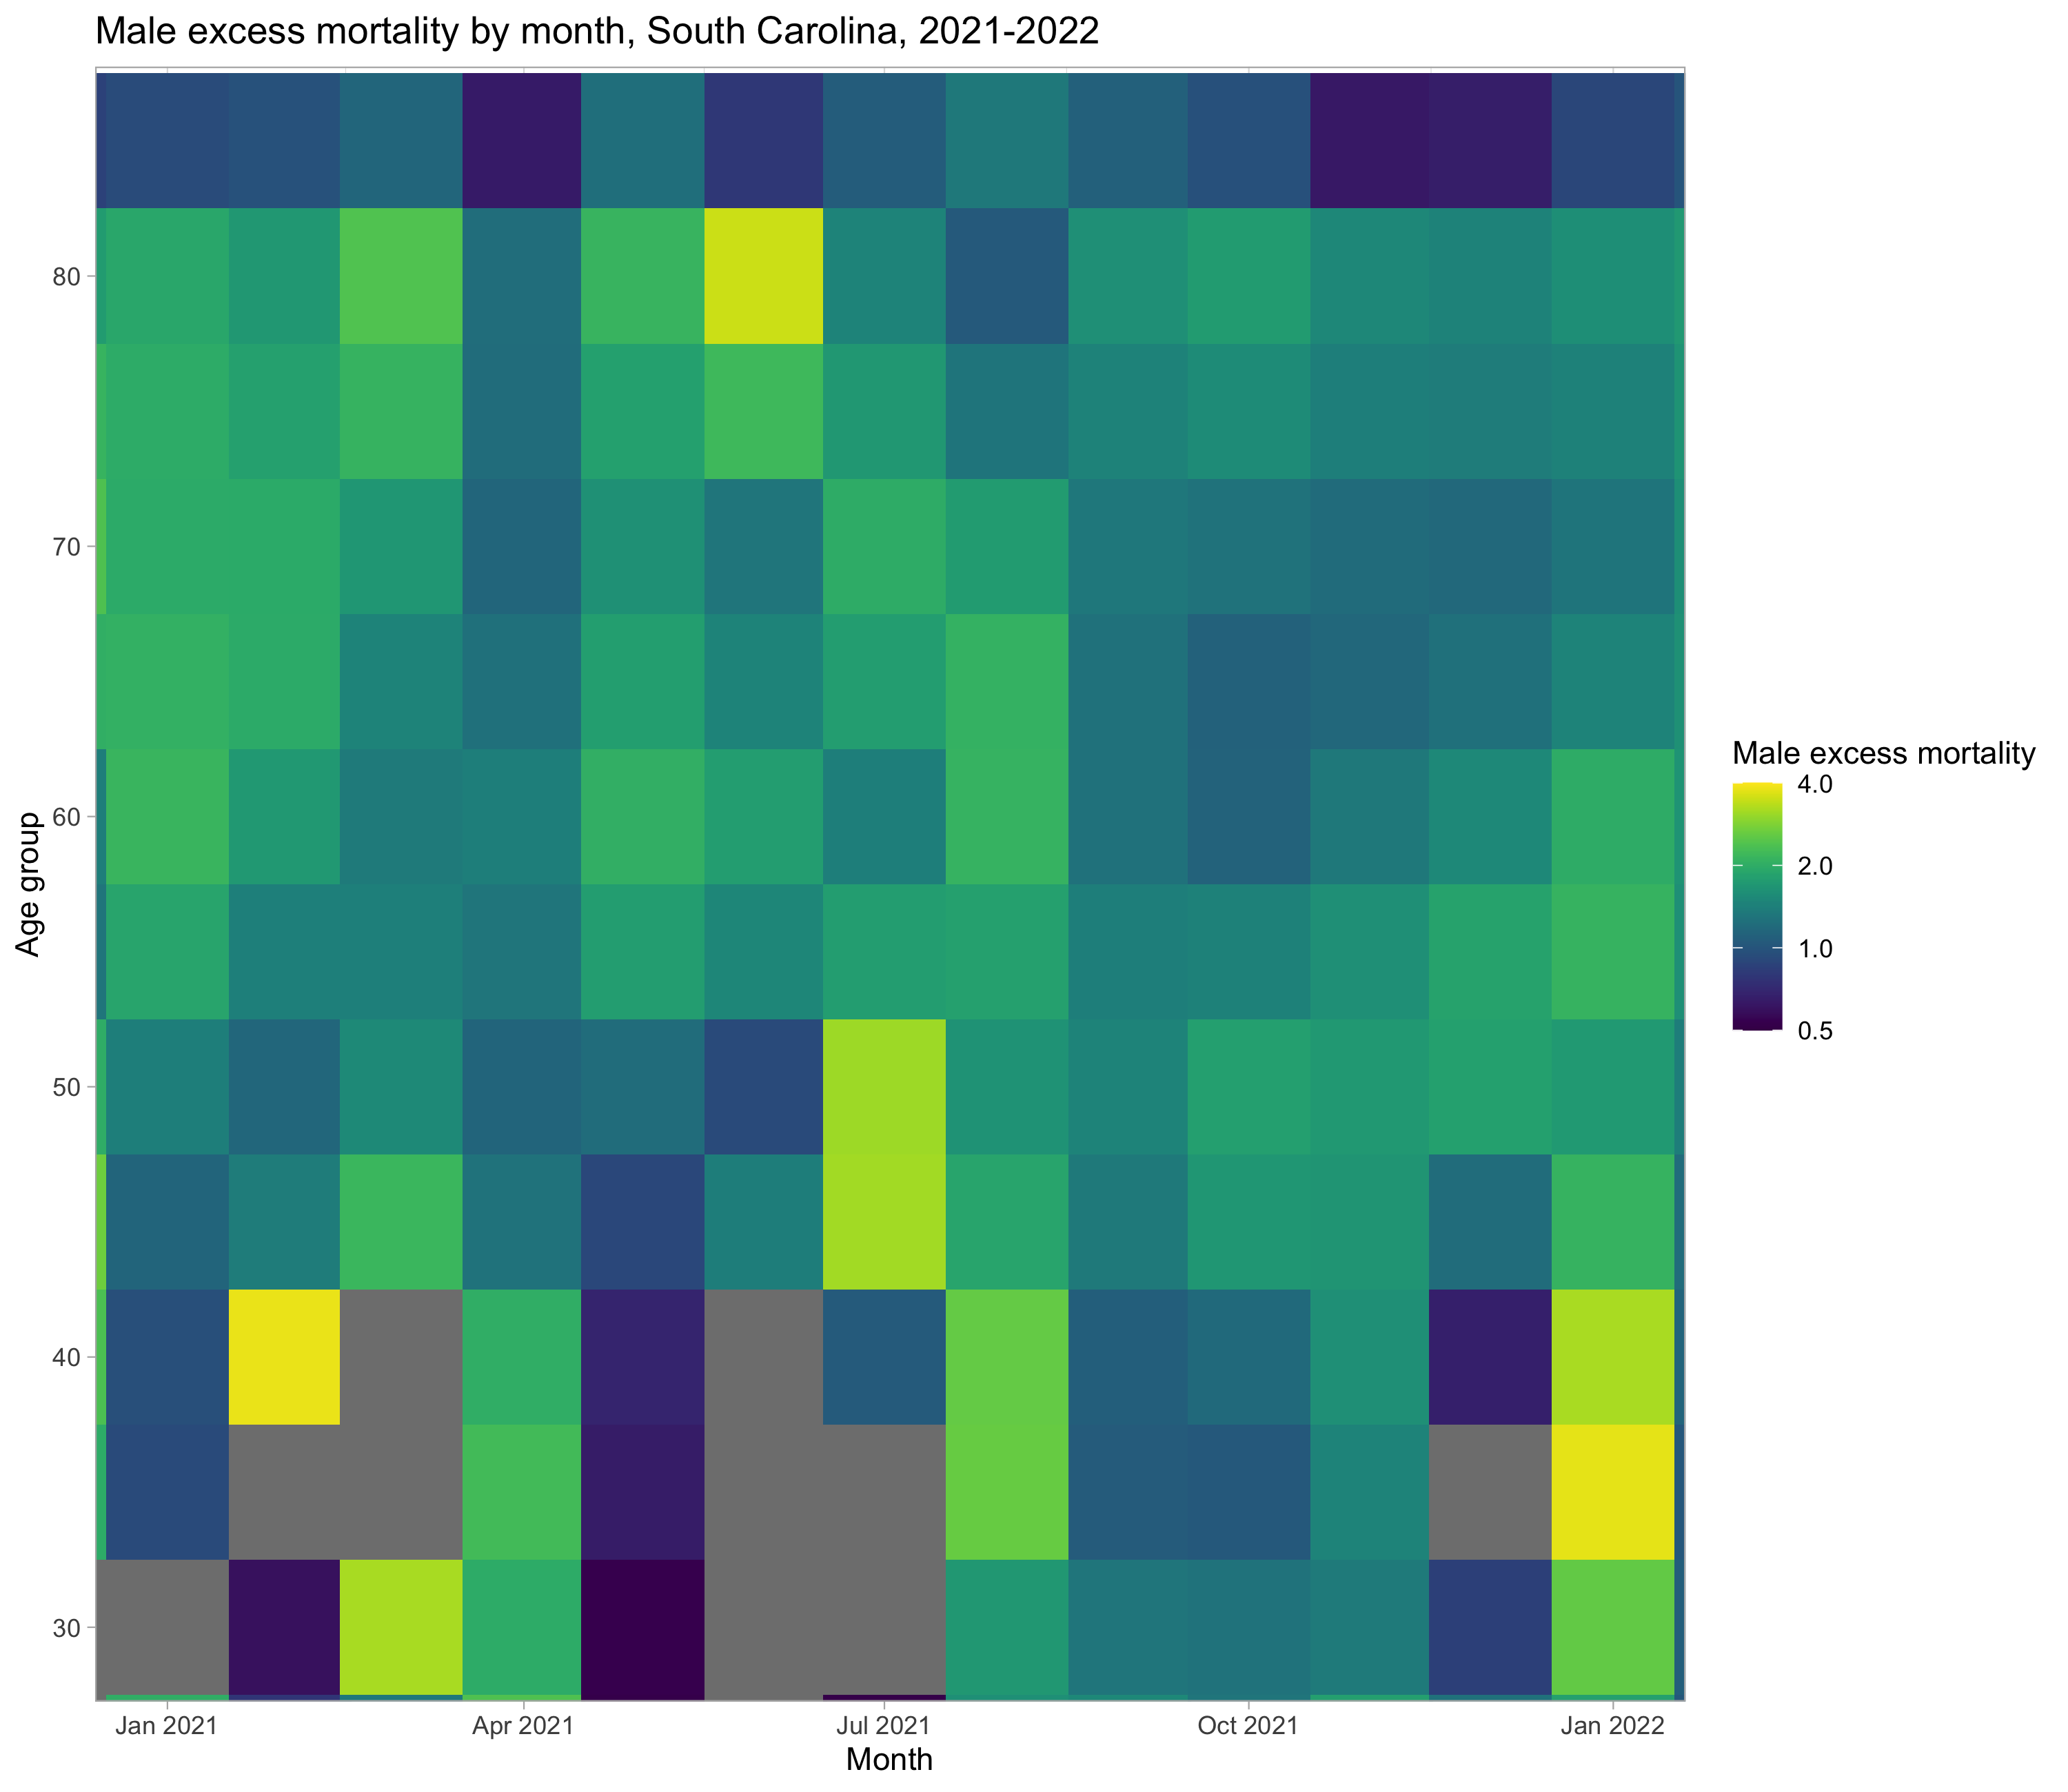 Male excess mortality by month, South Carolina, 2021-2022
80
70
60
50
40
30
Age group
Jan 2021
Apr 2021
Jul 2021
Oct 2021
Jan 2022
Month
Male excess mortality
4.0
2.0
1.0
0.5